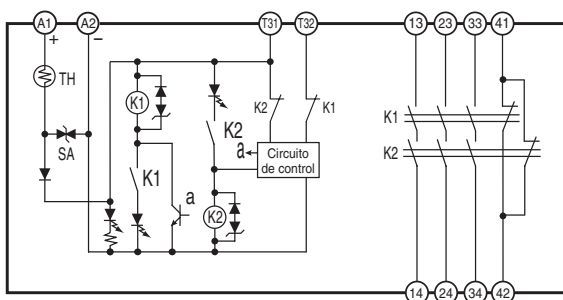 A1 A2 T31 T32 13 23 33 41
+ −
TH
K1
K2 K1
K1
K2
SA
a
Circuito
de control
K2
K1
a
K2
14 24 34 42